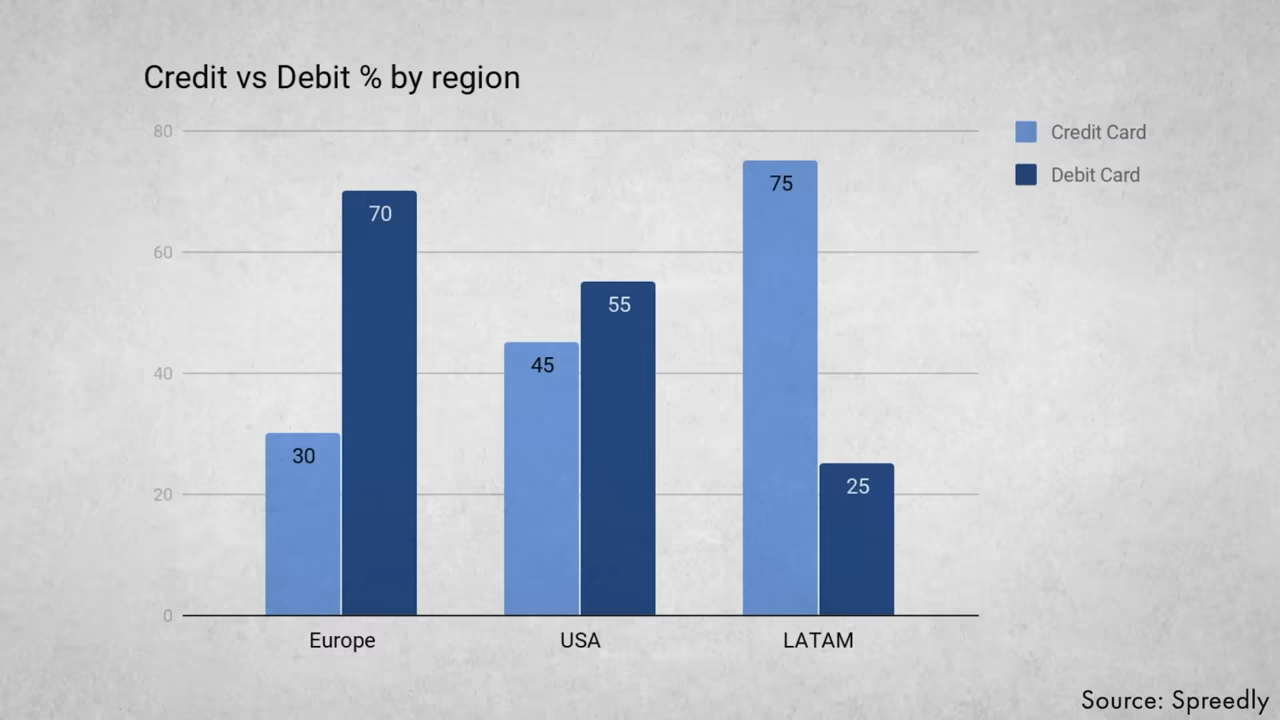 Credit vs Debit % by region
80
60
40
20
0
Credit Card
Debit Card
30
70
45
55
75
25
Europe
USA
LATAM
Source: Spreedly